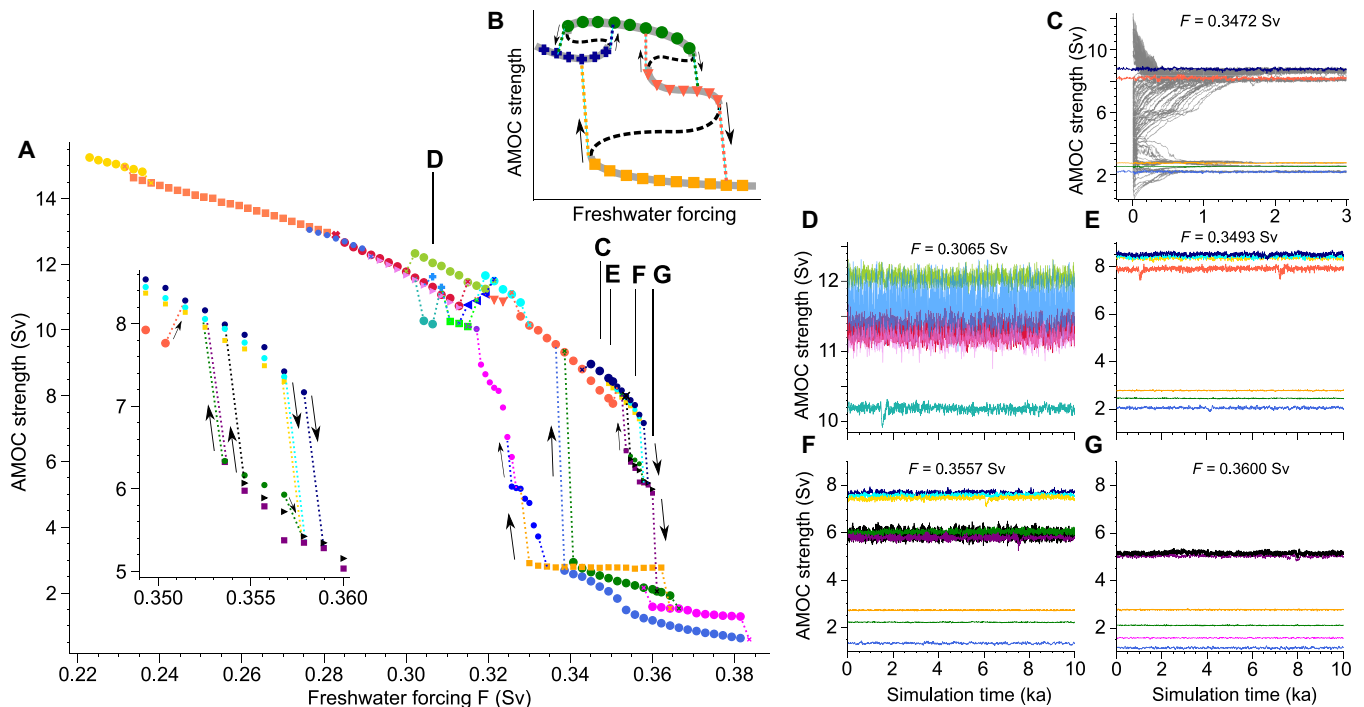 B
AMOC strength
Freshwater forcing
C
F = 0.3472 Sv
AMOC strength (Sv)
10
6
2
0
1
2
3
A
D
C
E
F
G
AMOC strength (Sv)
14
12
10
8
6
4
2
0.22
0.24
0.26
0.28
0.30
0.32
0.34
0.36
0.38
Freshwater forcing F (Sv)
8
7
6
5
0.350
0.355
0.360
D
F = 0.3065 Sv
AMOC strength (Sv)
12
11
10
E
F = 0.3493 Sv
8
6
4
2
F
F = 0.3557 Sv
AMOC strength (Sv)
8
6
4
2
0
2
4
6
8
10
Simulation time (ka)
G
F = 0.3600 Sv
8
6
4
2
0
2
4
6
8
10
Simulation time (ka)